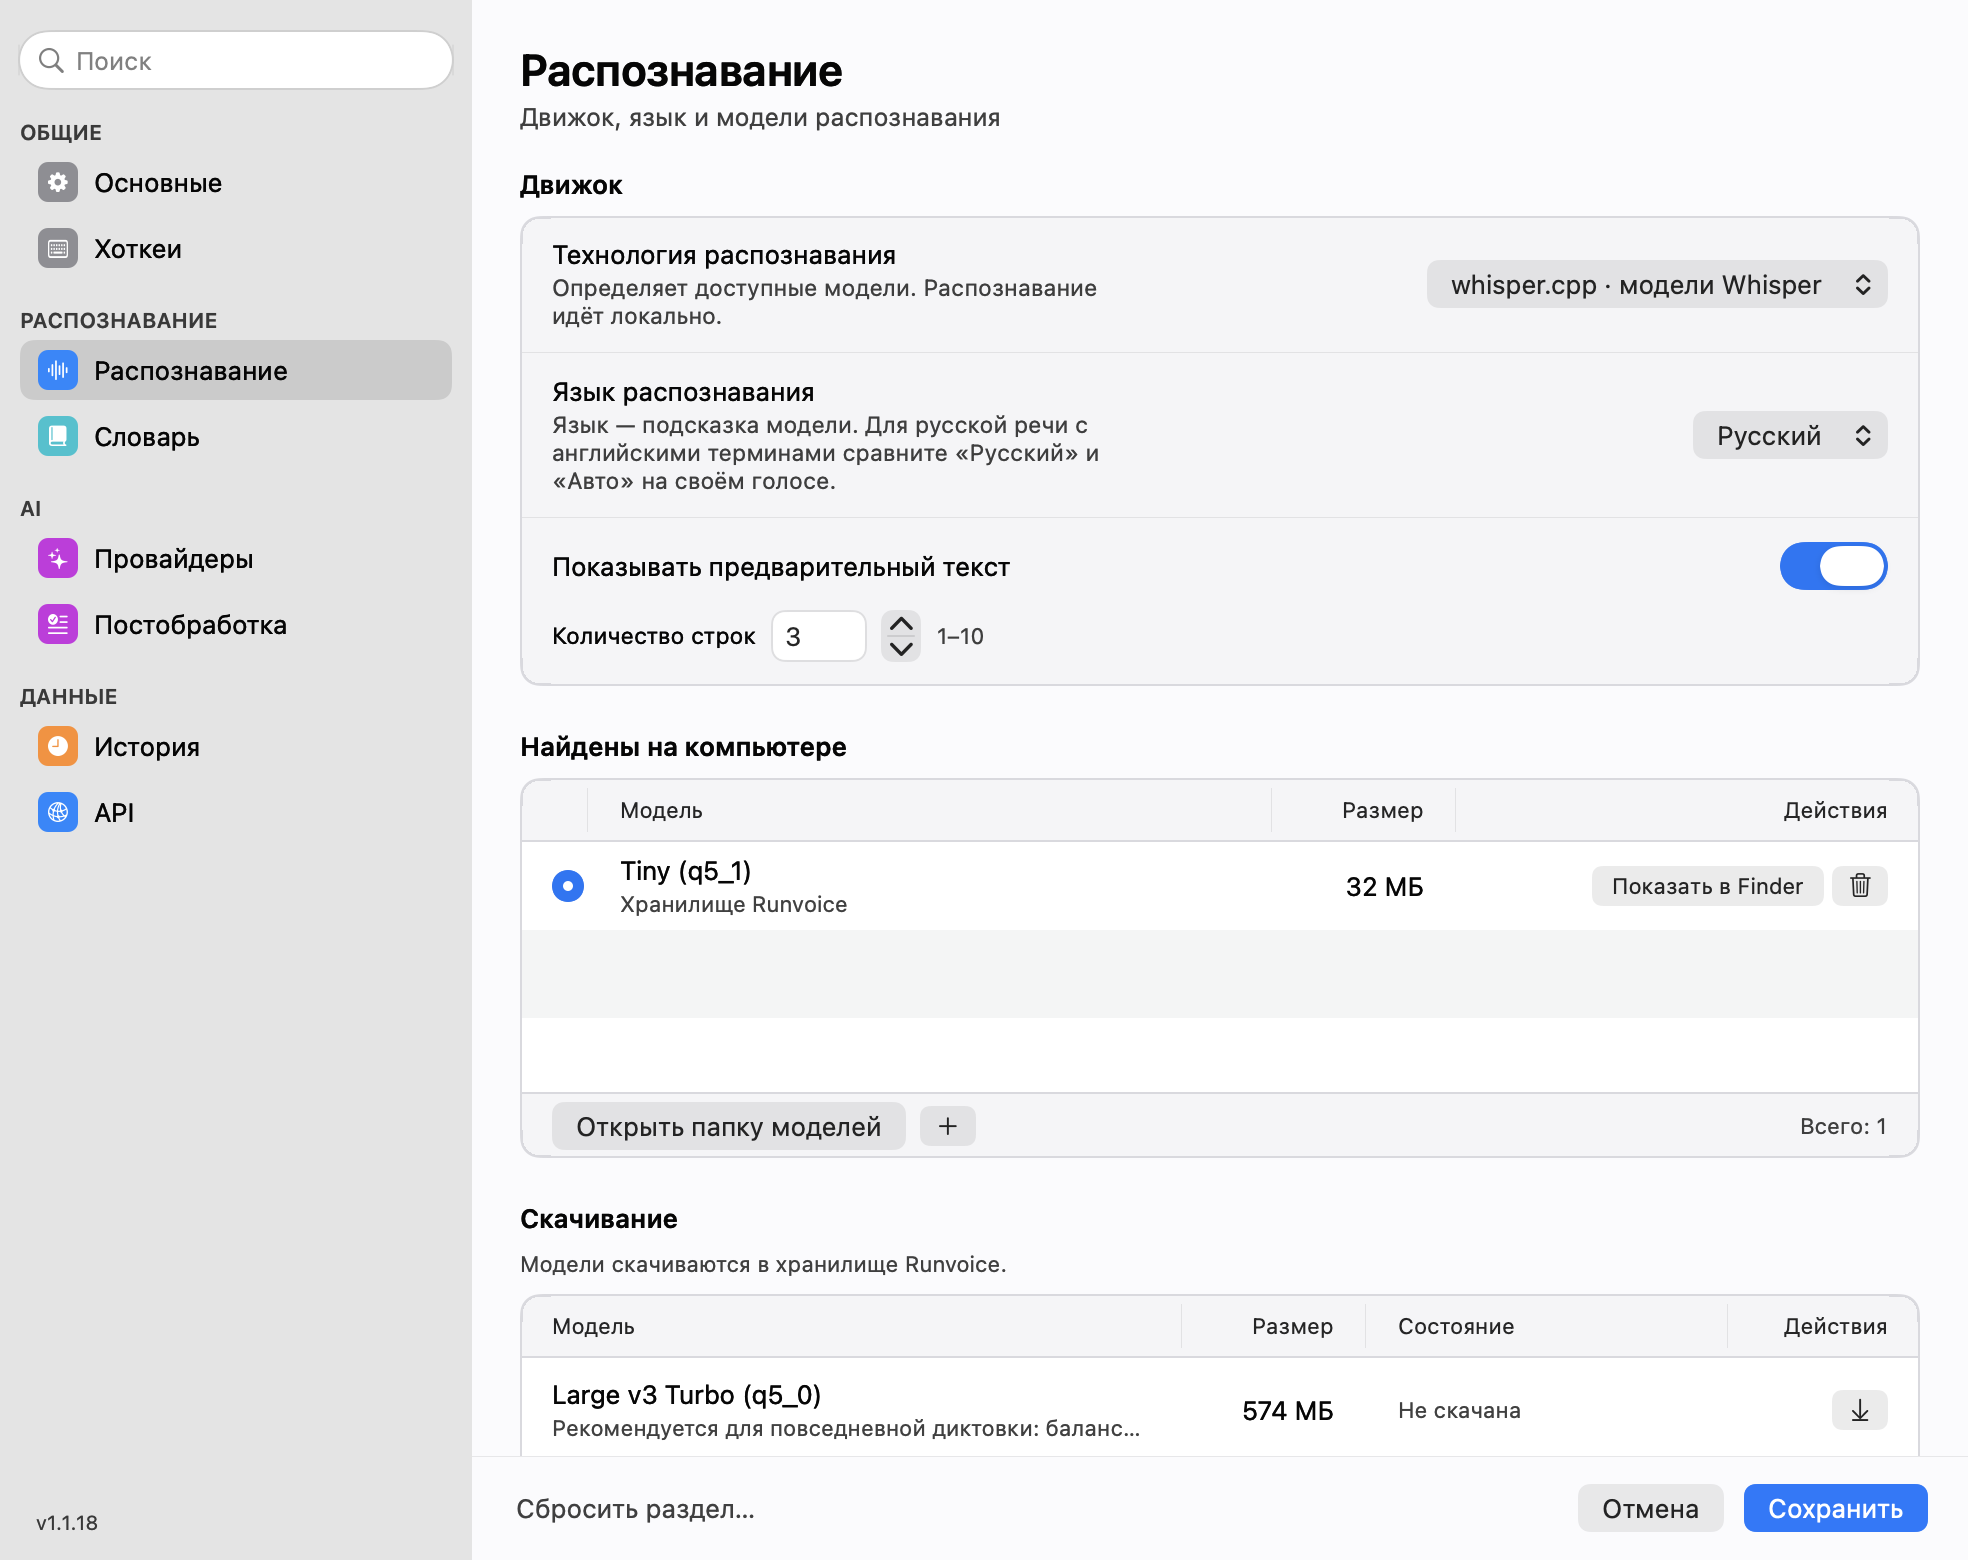 Поиск
ОБЩИЕ
Основные
Хоткеи
РАСПОЗНАВАНИЕ
Распознавание
Словарь
AI
Провайдеры
Постобработка
ДАННЫЕ
История
API
v1.1.18
Распознавание
Движок, язык и модели распознавания
Движок
Технология распознавания
Определяет доступные модели. Распознавание
идёт локально.
whisper.cpp · модели Whisper
Язык распознавания
Язык — подсказка модели. Для русской речи с
английскими терминами сравните «Русский» и
«Авто» на своём голосе.
Русский
Показывать предварительный текст
Количество строк 3 1–10
Найдены на компьютере
Модель Размер Действия
Tiny (q5_1)
Хранилище Runvoice
32 МБ
Показать в Finder
Открыть папку моделей +
Всего: 1
Скачивание
Модели скачиваются в хранилище Runvoice.
Модель Размер Состояние Действия
Large v3 Turbo (q5_0)
Рекомендуется для повседневной диктовки: баланс...
574 МБ
Не скачана
Сбросить раздел...
Отмена
Сохранить